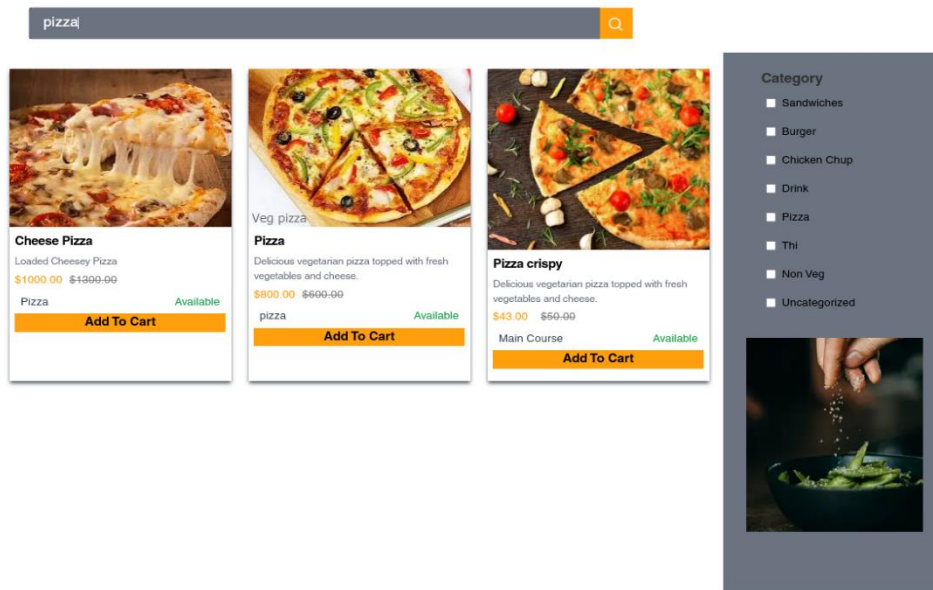 pizza
Veg pizza
Cheese Pizza
Loaded Cheesey Pizza
$1000.00 $1300.00
Pizza Available
Add To Cart
Pizza
Delicious vegetarian pizza topped with fresh
vegetables and cheese.
$800.00 $600.00
pizza Available
Add To Cart
Pizza crispy
Delicious vegetarian pizza topped with fresh
vegetables and cheese.
$43.00 $50.00
Main Course Available
Add To Cart
Category
Sandwiches
Burger
Chicken Chup
Drink
Pizza
Thi
Non Veg
Uncategorized